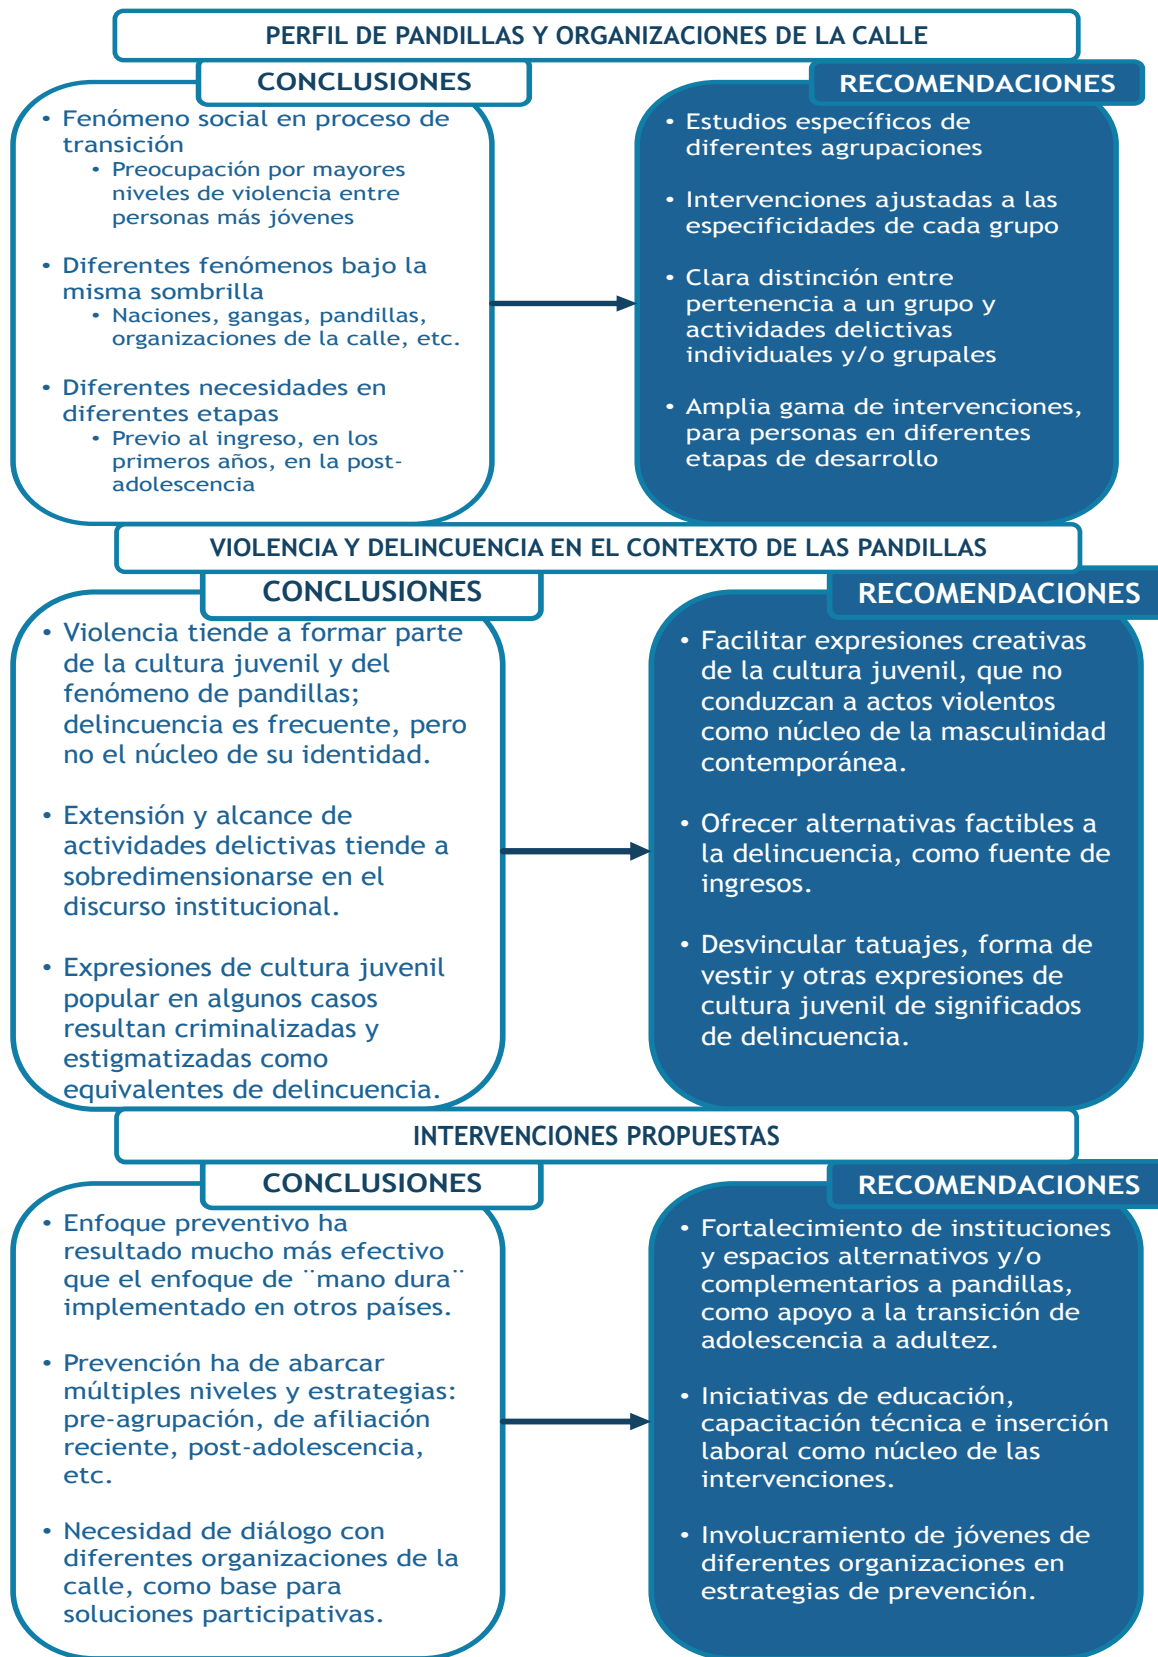 PERFIL DE PANDILLAS Y ORGANIZACIONES DE LA CALLE
CONCLUSIONES
• Fenómeno social en proceso de
transición
• Preocupación por mayores
niveles de violencia entre
personas más jóvenes
• Diferentes fenómenos bajo la
misma sombrilla
• Naciones, gangas, pandillas,
organizaciones de la calle, etc.
• Diferentes necesidades en
diferentes etapas
• Previo al ingreso, en los
primeros años, en la post-
adolescencia
RECOMENDACIONES
• Estudios específicos de
diferentes agrupaciones
• Intervenciones ajustadas a las
especificidades de cada grupo
• Clara distinción entre
pertenencia a un grupo y
actividades delictivas
individuales y/o grupales
• Amplia gama de intervenciones,
para personas en diferentes
etapas de desarrollo
VIOLENCIA Y DELINCUENCIA EN EL CONTEXTO DE LAS PANDILLAS
CONCLUSIONES
• Violencia tiende a formar parte
de la cultura juvenil y del
fenómeno de pandillas;
delincuencia es frecuente, pero
no el núcleo de su identidad.
• Extensión y alcance de
actividades delictivas tiende a
sobredimensionarse en el
discurso institucional.
• Expresiones de cultura juvenil
popular en algunos casos
resultan criminalizadas y
estigmatizadas como
equivalentes de delincuencia.
RECOMENDACIONES
• Facilitar expresiones creativas
de la cultura juvenil, que no
conduzcan a actos violentos
como núcleo de la masculinidad
contemporánea.
• Ofrecer alternativas factibles a
la delincuencia, como fuente de
ingresos.
• Desvincular tatuajes, forma de
vestir y otras expresiones de
cultura juvenil de significados
de delincuencia.
INTERVENCIONES PROPUESTAS
CONCLUSIONES
• Enfoque preventivo ha
resultado mucho más efectivo
que el enfoque de ¨mano dura¨
implementado en otros países.
• Prevención ha de abarcar
múltiples niveles y estrategias:
pre-agrupación, de afiliación
reciente, post-adolescencia,
etc.
• Necesidad de diálogo con
diferentes organizaciones de la
calle, como base para
soluciones participativas.
RECOMENDACIONES
• Fortalecimiento de instituciones
y espacios alternativos y/o
complementarios a pandillas,
como apoyo a la transición de
adolescencia a adultez.
• Iniciativas de educación,
capacitación técnica e inserción
laboral como núcleo de las
intervenciones.
• Involucramiento de jóvenes de
diferentes organizaciones en
estrategias de prevención.